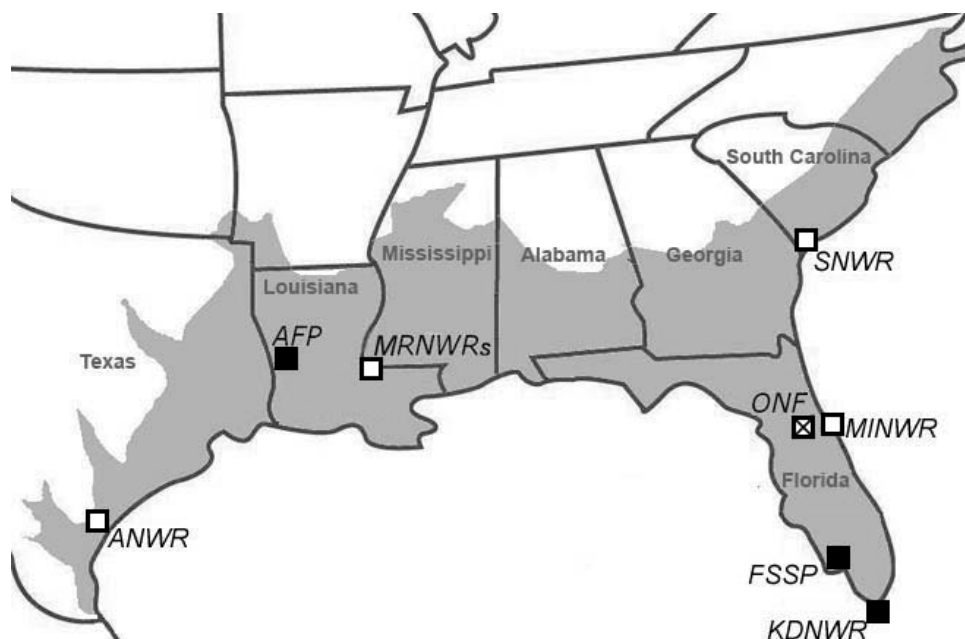 South Carolina
Mississippi
Alabama
Georgia
SNWR
Louisiana
AFP
MRNWRs
Texas
ONF
MINWR
Florida
ANWR
FSSP
KDNWR